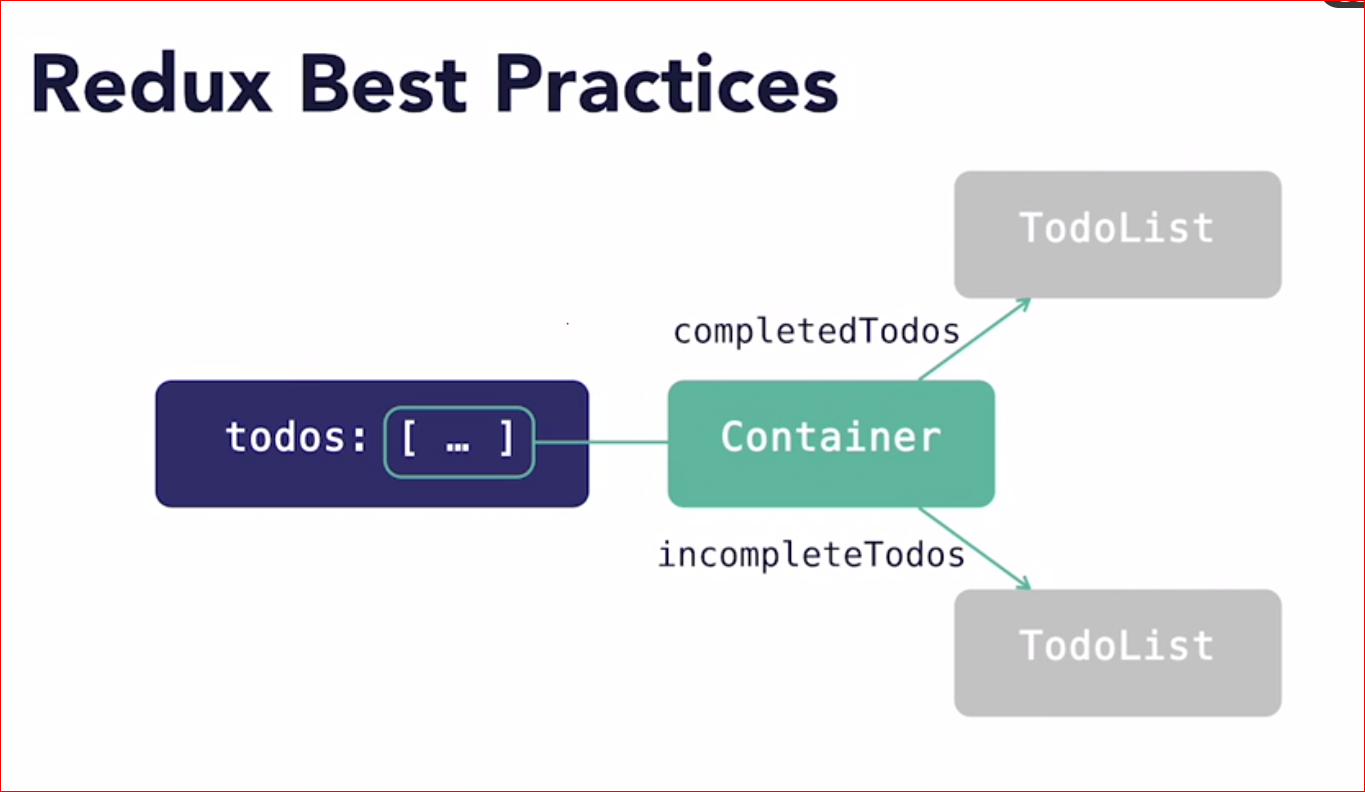 Redux Best Practices
TodoList
completedTodos
todos: [ … ]
Container
incompleteTodos
TodoList